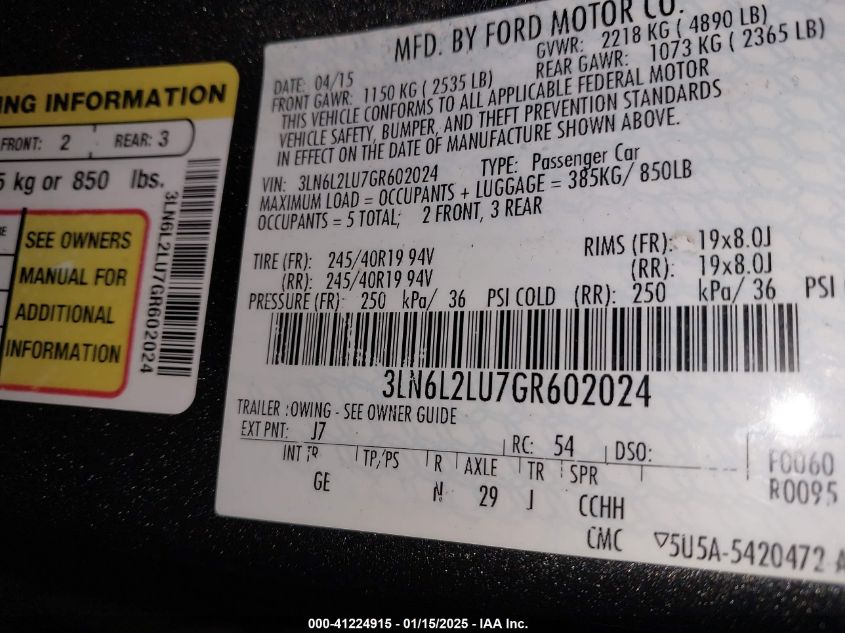 ING INFORMATION
FRONT: 2 REAR: 3
5 kg or 850 lbs.
SEE OWNERS
MANUAL FOR
ADDITIONAL
INFORMATION
3LN6L2LU7GR602024
MFD. BY FORD MOTOR CO.
DATE: 04/15 GVWR: 2218 KG ( 4890 LB)
FRONT GAWR: 1150 KG ( 2535 LB) REAR GAWR: 1073 KG ( 2365 LB)
THIS VEHICLE CONFORMS TO ALL APPLICABLE FEDERAL MOTOR
VEHICLE SAFETY, BUMPER, AND THEFT PREVENTION STANDARDS
IN EFFECT ON THE DATE OF MANUFACTURE SHOWN ABOVE.
VIN: 3LN6L2LU7GR602024 TYPE: Passenger Car
MAXIMUM LOAD = OCCUPANTS + LUGGAGE = 385KG/ 850LB
OCCUPANTS = 5 TOTAL; 2 FRONT, 3 REAR
TIRE (FR): 245/40R19 94V RIMS (FR): 19x8.0J
(RR): 245/40R19 94V (RR): 19x8.0J
PRESSURE (FR): 250 kPa/ 36 PSI COLD (RR): 250 kPa/ 36 PSI
3LN6L2LU7GR602024
TRAILER :OWING - SEE OWNER GUIDE
EXT PNT: J7 RC: 54 DSO: F0060
INT TR TP/PS R AXLE TR SPR R0095
GE N 29 J CCHH
CMC ▽5U5A-5420472-A
000-41224915 - 01/15/2025 - IAA Inc.